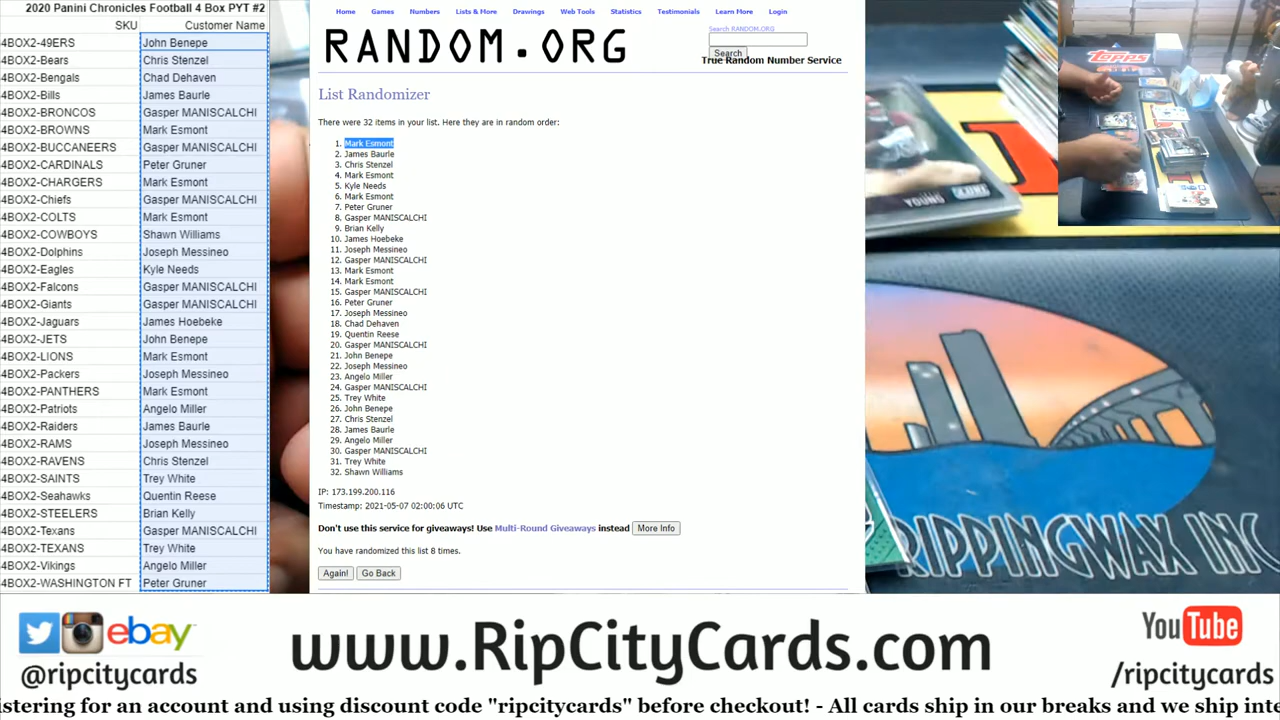 2020 Panini Chronicles Football 4 Box PYT #2
SKU Customer Name
4BOX2-49ERS John Benepe
4BOX2-Bears Chris Stenzel
4BOX2-Bengals Chad Dehaven
4BOX2-Bills James Baurle
4BOX2-BRONCOS Gasper MANISCALCHI
4BOX2-BROWNS Mark Esmont
4BOX2-BUCCANEERS Gasper MANISCALCHI
4BOX2-CARDINALS Peter Gruner
4BOX2-CHARGERS Mark Esmont
4BOX2-Chiefs Gasper MANISCALCHI
4BOX2-COLTS Mark Esmont
4BOX2-COWBOYS Shawn Williams
4BOX2-Dolphins Joseph Messineo
4BOX2-Eagles Kyle Needs
4BOX2-Falcons Gasper MANISCALCHI
4BOX2-Giants Gasper MANISCALCHI
4BOX2-Jaguars James Hoebeke
4BOX2-JETS John Benepe
4BOX2-LIONS Mark Esmont
4BOX2-Packers Joseph Messineo
4BOX2-PANTHERS Mark Esmont
4BOX2-Patriots Angelo Miller
4BOX2-Raiders James Baurle
4BOX2-RAMS Joseph Messineo
4BOX2-RAVENS Chris Stenzel
4BOX2-SAINTS Trey White
4BOX2-Seahawks Quentin Reese
4BOX2-STEELERS Brian Kelly
4BOX2-Texans Gasper MANISCALCHI
4BOX2-TEXANS Trey White
4BOX2-Vikings Angelo Miller
4BOX2-WASHINGTON FT Peter Gruner
Home Games Numbers Lists & More Drawings Web Tools Statistics Testimonials Learn More Login
RANDOM.ORG
Search RANDOM.ORG
Search
True Random Number Service
List Randomizer
There were 32 items in your list. Here they are in random order:
1. Mark Esmont
2. James Baurle
3. Chris Stenzel
4. Mark Esmont
5. Kyle Needs
6. Mark Esmont
7. Peter Gruner
8. Gasper MANISCALCHI
9. Brian Kelly
10. James Hoebeke
11. Joseph Messineo
12. Gasper MANISCALCHI
13. Mark Esmont
14. Mark Esmont
15. Gasper MANISCALCHI
16. Peter Gruner
17. Joseph Messineo
18. Chad Dehaven
19. Quentin Reese
20. Gasper MANISCALCHI
21. John Benepe
22. Joseph Messineo
23. Angelo Miller
24. Gasper MANISCALCHI
25. Trey White
26. John Benepe
27. Chris Stenzel
28. James Baurle
29. Angelo Miller
30. Gasper MANISCALCHI
31. Trey White
32. Shawn Williams
IP: 173.199.200.116
Timestamp: 2021-05-07 02:00:06 UTC
Don't use this service for giveaways! Use Multi-Round Giveaways instead More Info
You have randomized this list 8 times.
Again! Go Back
Topps
YOUNG
RIPPINGWAX INC
ebay
@ripcitycards
www.RipCityCards.com
YouTube
/ripcitycards
istering for an account and using discount code "ripcitycards" before checkout! - All cards ship in our breaks and we ship inte